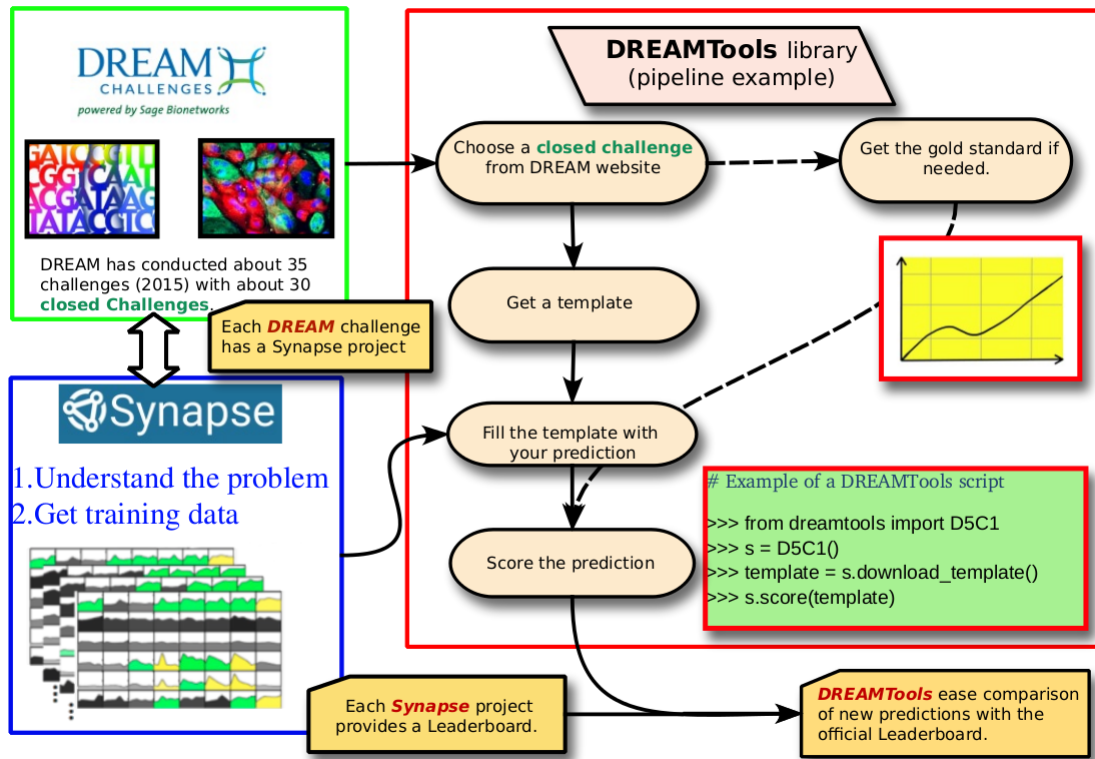 DREAM
CHALLENGES
powered by Sage Bionetworks
GATCCGTT
CGGTCAAT
ACGATAAG
TATACGTC
DREAM has conducted about 35
challenges (2015) with about 30
closed Challenges.
Each DREAM challenge
has a Synapse project
Synapse
1.Understand the problem
2.Get training data
DREAMTools library
(pipeline example)
Choose a closed challenge
from DREAM website
Get the gold standard if
needed.
Get a template
Fill the template with
your prediction
Score the prediction
# Example of a DREAMTools script
>>> from dreamtools import D5C1
>>> s = D5C1()
>>> template = s.download_template()
>>> s.score(template)
Each Synapse project
provides a Leaderboard.
DREAMTools ease comparison
of new predictions with the
official Leaderboard.